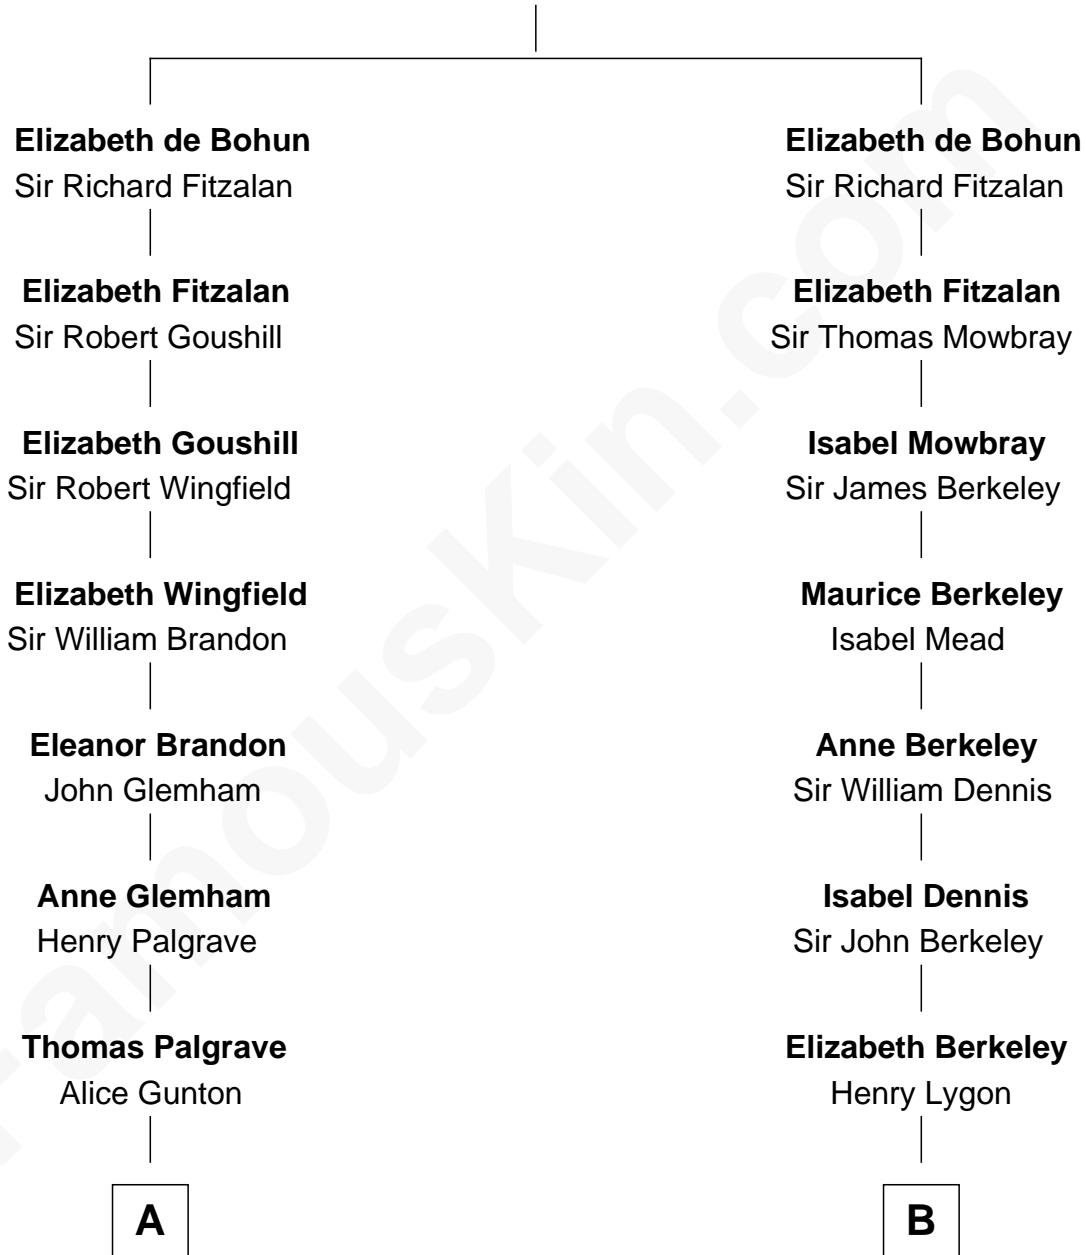 Elizabeth de Bohun
Sir Richard Fitzalan
Elizabeth Fitzalan
Sir Robert Goushill
Elizabeth Goushill
Sir Robert Wingfield
Elizabeth Wingfield
Sir William Brandon
Eleanor Brandon
John Glemham
Anne Glemham
Henry Palgrave
Thomas Palgrave
Alice Gunton
A
Elizabeth de Bohun
Sir Richard Fitzalan
Elizabeth Fitzalan
Sir Thomas Mowbray
Isabel Mowbray
Sir James Berkeley
Maurice Berkeley
Isabel Mead
Anne Berkeley
Sir William Dennis
Isabel Dennis
Sir John Berkeley
Elizabeth Berkeley
Henry Lygon
B
FamousKin.com